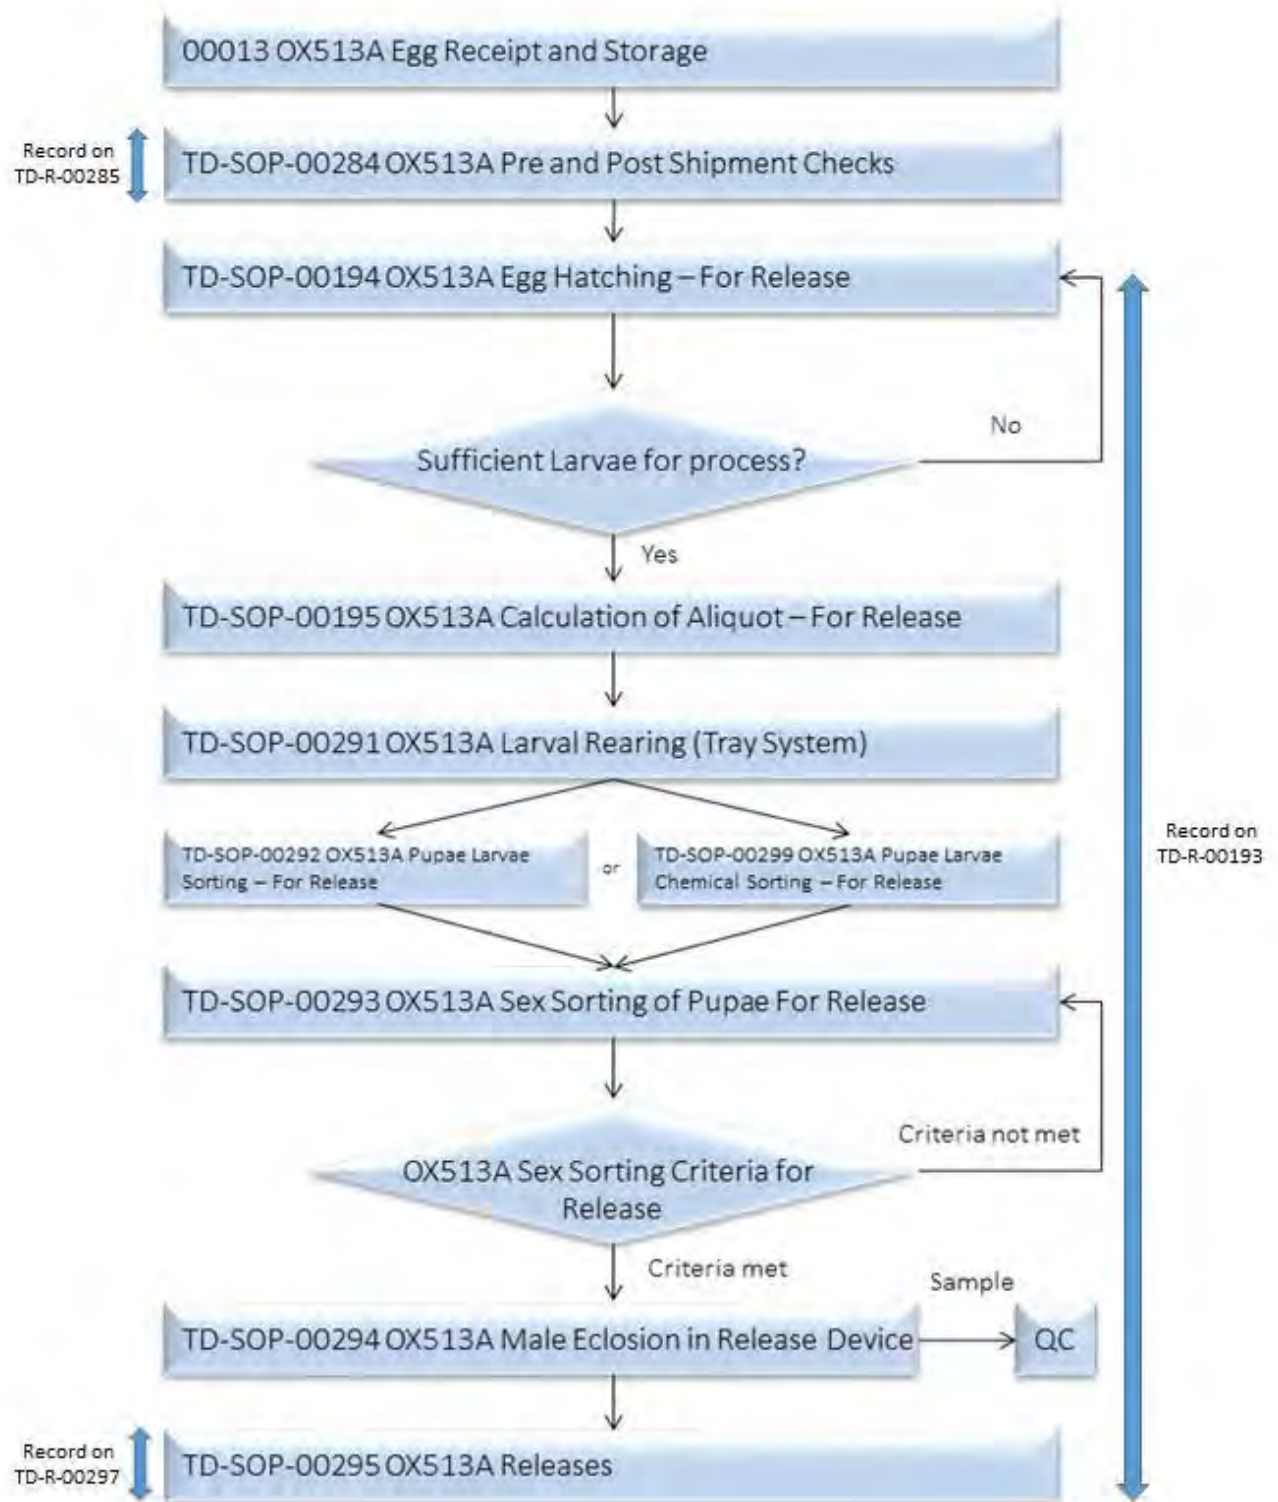 00013 OX513A Egg Receipt and Storage
Record on
TD-R-00285
TD-SOP-00284 OX513A Pre and Post Shipment Checks
TD-SOP-00194 OX513A Egg Hatching – For Release
No
Sufficient Larvae for process?
Yes
TD-SOP-00195 OX513A Calculation of Aliquot – For Release
TD-SOP-00291 OX513A Larval Rearing (Tray System)
Record on
TD-R-00193
TD-SOP-00292 OX513A Pupae Larvae
Sorting – For Release
or
TD-SOP-00299 OX513A Pupae Larvae
Chemical Sorting – For Release
TD-SOP-00293 OX513A Sex Sorting of Pupae For Release
Criteria not met
OX513A Sex Sorting Criteria for
Release
Criteria met
Sample
TD-SOP-00294 OX513A Male Eclosion in Release Device
QC
Record on
TD-R-00297
TD-SOP-00295 OX513A Releases